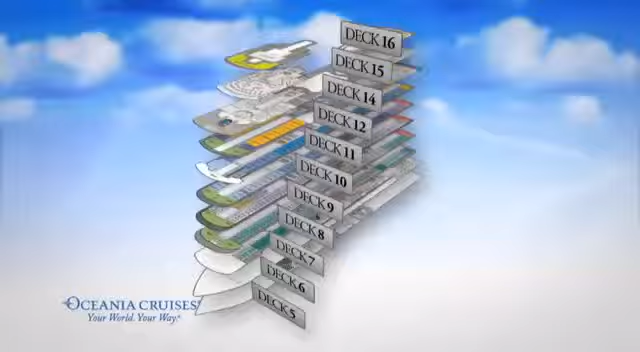 DECK 16
DECK 15
DECK 14
DECK 12
DECK 11
DECK 10
DECK 9
DECK 8
DECK 7
DECK 6
DECK 5
OCEANIA CRUISES
Your World. Your Way.®